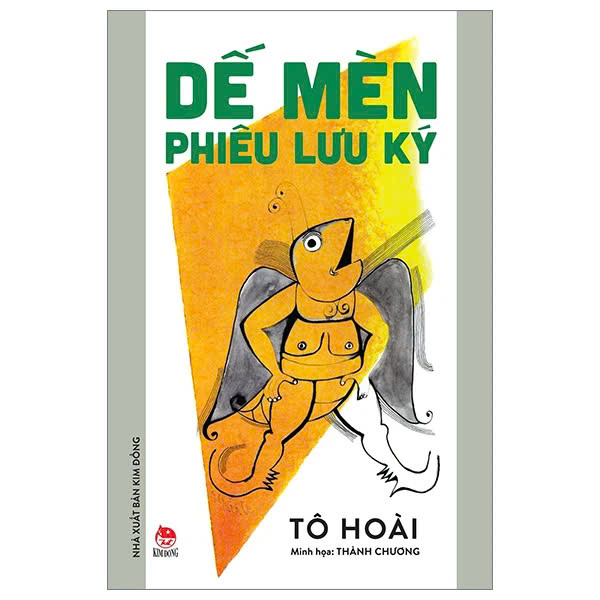 DẾ MÈN
PHIÊU LƯU KÝ
TÔ HOÀI
Minh họa: THÀNH CHƯƠNG
NHÀ XUẤT BẢN KIM ĐỒNG
KIM ĐỒNG